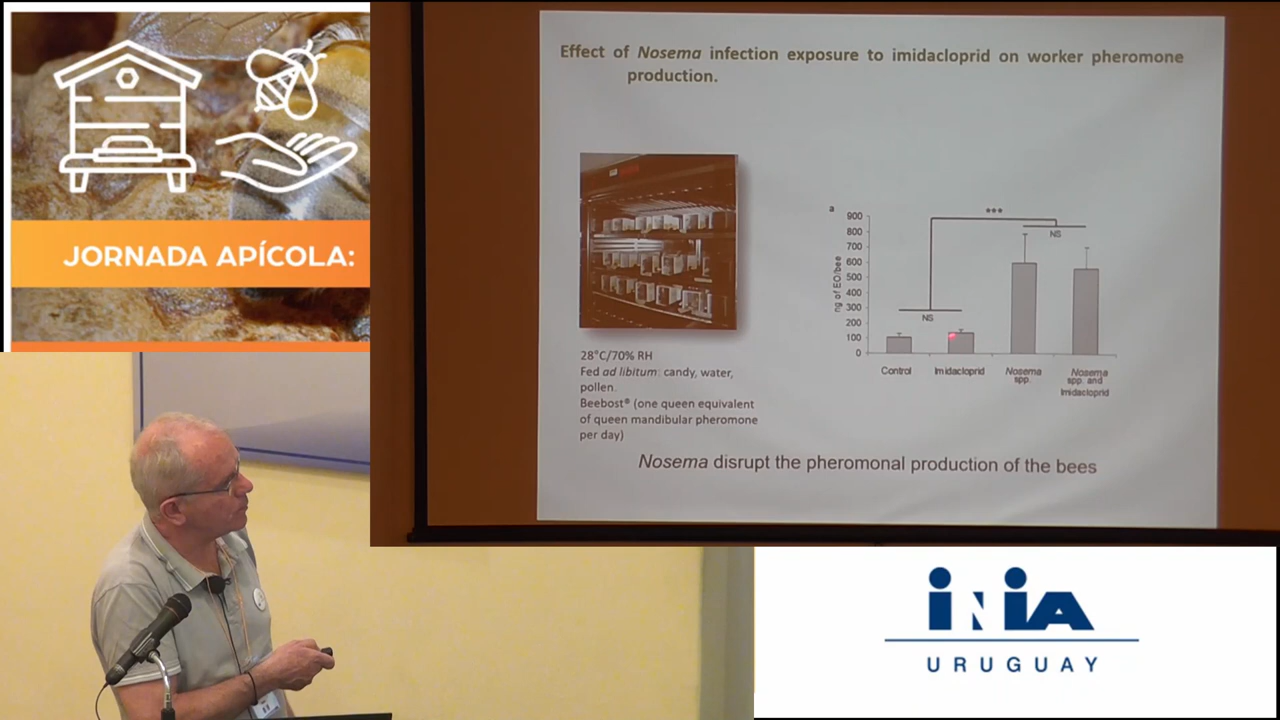 JORNADA APÍCOLA:
Effect of Nosema infection exposure to imidacloprid on worker pheromone
production.
28°C/70% RH
Fed ad libitum: candy, water,
pollen.
Beebost® (one queen equivalent
of queen mandibular pheromone
per day)
a
ng of EO/bee
900
800
700
600
500
400
300
200
100
0
***
NS
NS
Control
Imidacloprid
Nosema
spp.
Nosema
spp. and
Imidacloprid
Nosema disrupt the pheromonal production of the bees
INIA
URUGUAY